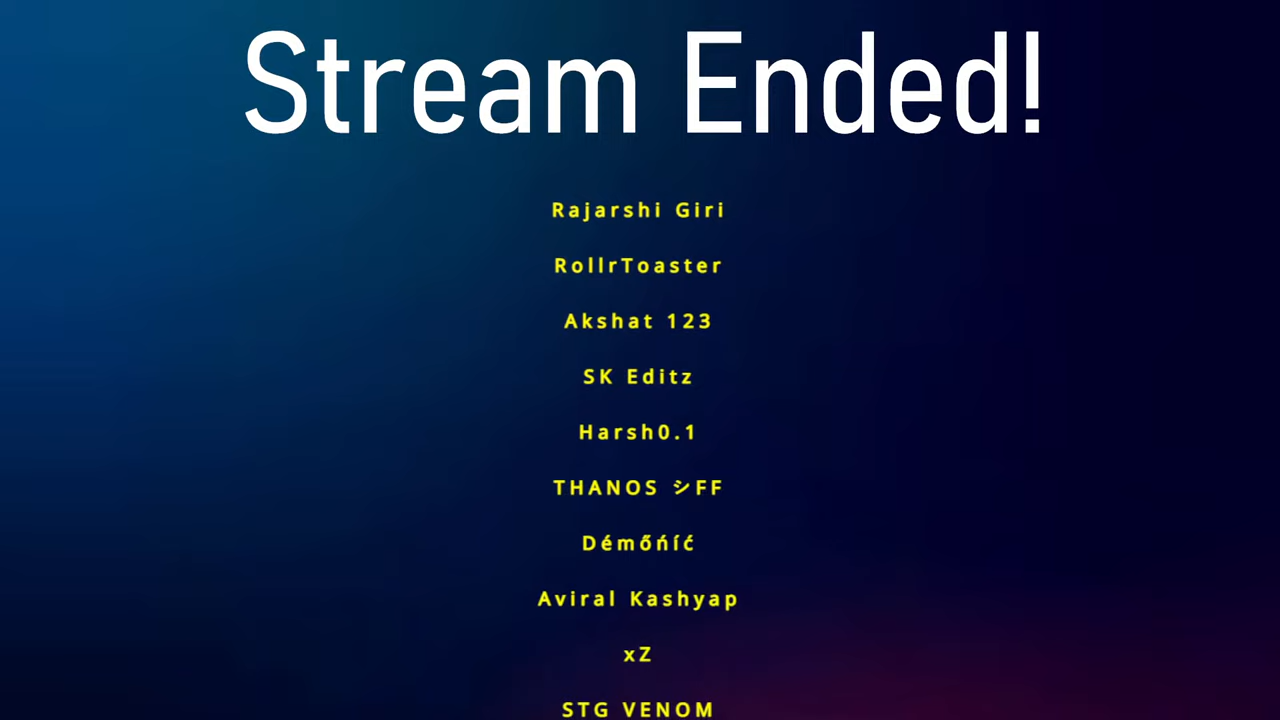 Stream Ended!
Rajarshi Giri
RollrToaster
Akshat 123
SK Editz
Harsh0.1
THANOS シFF
Démőńíć
Aviral Kashyap
xZ
STG VENOM